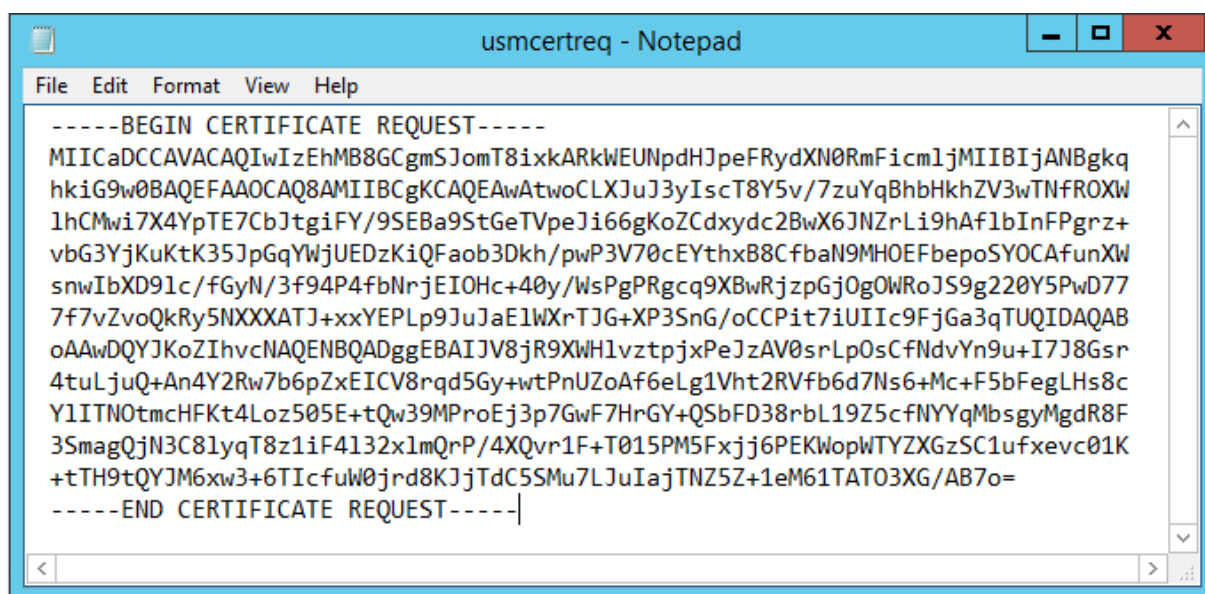 usmcertreq - Notepad
File Edit Format View Help
-----BEGIN CERTIFICATE REQUEST-----
MIICaDCCAVACAQIwIzEhMB8GCgmSJomT8ixkARkWEUNpdHJpeFRydXN0RmFicmljMIIBIjANBgkq
hkiG9w0BAQEFAAOCAQ8AMIIBCgKCAQEAwAtwoCLXJuJ3yIscT8Y5v/7zuYqBhbHkhZV3wTNfROXW
lhCMwi7X4YpTE7CbJtgiFY/9SEBa9StGeTVpeJi66gKoZCdxydc2BwX6JNZrLi9hAflbInFPgrz+
vbG3YjKuKtK35JpGqYWjUEDzKiQFaob3Dkh/pwP3V70cEYthxB8CfbaN9MHOEFbepoSYOCAfunXW
snwIbXD9lc/fGyN/3f94P4fbNrjEIOHc+40y/WsPgPRgcq9XBwRjzpGjOgOWRoJS9g220Y5PwD77
7f7vZvoQkRy5NXXXATJ+xxYEPLp9JuJaElWXrTJG+XP3SnG/oCCPit7iUIIc9FjGa3qTUQIDAQAB
oAAwDQYJKoZIhvcNAQENBQADggEBAIJV8jR9XWHlvztpjxPeJzAV0srLpOsCfNdvYn9u+I7J8Gsr
4tuLjuQ+An4Y2Rw7b6pZxEICV8rqd5Gy+wtPnUZoAf6eLg1Vht2RVfb6d7Ns6+Mc+F5bFegLHs8c
YlITNOtmcHFKt4Loz505E+tQw39MProEj3p7GwF7HrGY+QSbFD38rbL19Z5cfNYYqMbsgyMgdR8F
3SmagQjN3C8lyqT8z1iF4l32xlmQrP/4XQvr1F+T015PM5Fxjj6PEKWopWTYZXGzSC1ufxevc01K
+tTH9tQYJM6xw3+6TIcfuW0jrd8KJjTdC5SMu7LJuIajTNZ5Z+1eM61TATO3XG/AB7o=
-----END CERTIFICATE REQUEST-----